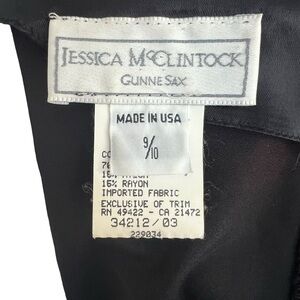 JESSICA McCLINTOCK
GUNNE SAX
MADE IN USA
9/10
15% RAYON
IMPORTED FABRIC
EXCLUSIVE OF TRIM
RN 49422 - CA 21472
34212/03
229034